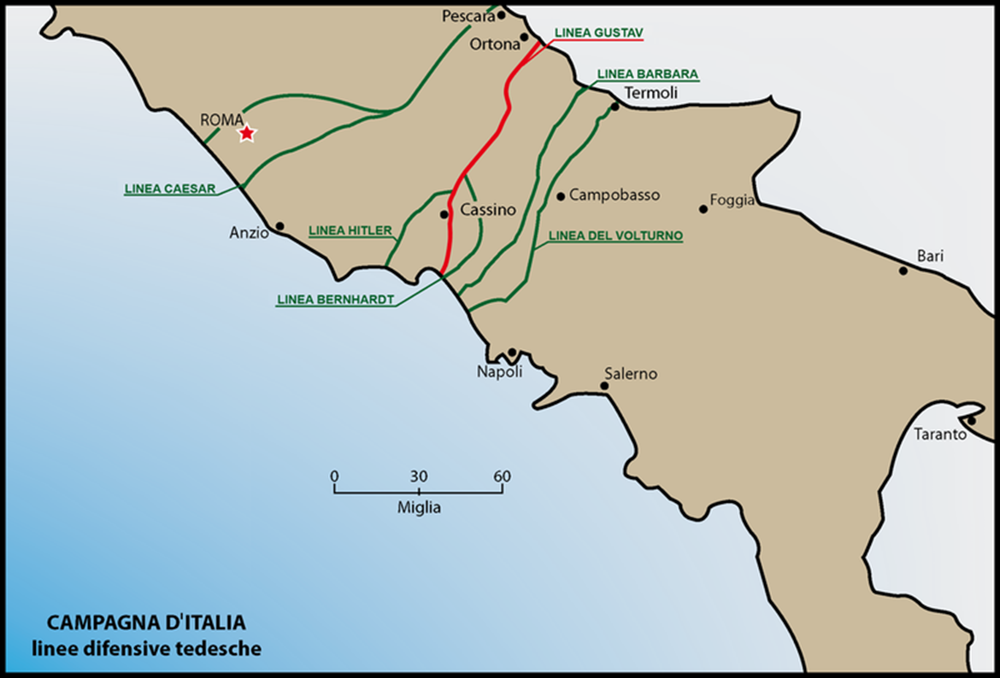 Pescara
Ortona
LINEA GUSTAV
LINEA BARBARA
Termoli
ROMA
LINEA CAESAR
Campobasso
Foggia
Cassino
Anzio
LINEA HITLER
LINEA DEL VOLTURNO
Bari
LINEA BERNHARDT
Napoli
Salerno
Taranto
0 30 60
Miglia
CAMPAGNA D'ITALIA
linee difensive tedesche